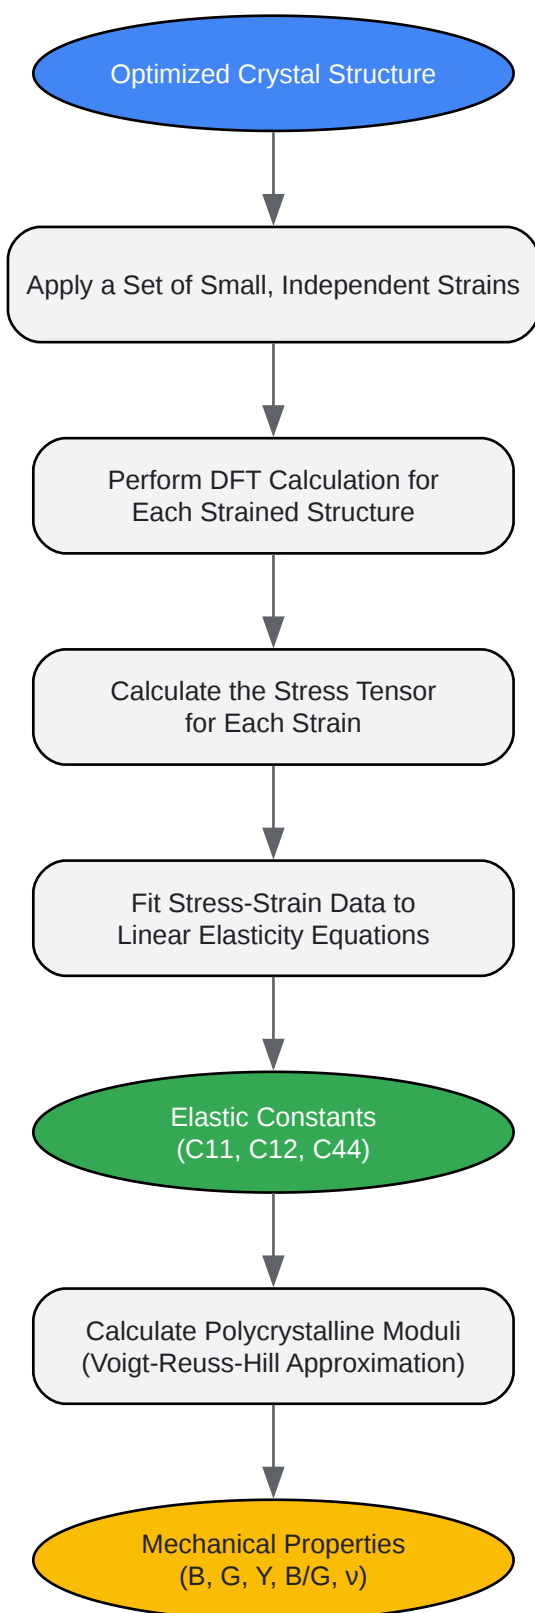 Optimized Crystal Structure
Apply a Set of Small, Independent Strains
Perform DFT Calculation for
Each Strained Structure
Calculate the Stress Tensor
for Each Strain
Fit Stress-Strain Data to
Linear Elasticity Equations
Elastic Constants
(C11, C12, C44)
Calculate Polycrystalline Moduli
(Voigt-Reuss-Hill Approximation)
Mechanical Properties
(B, G, Y, B/G, ν)